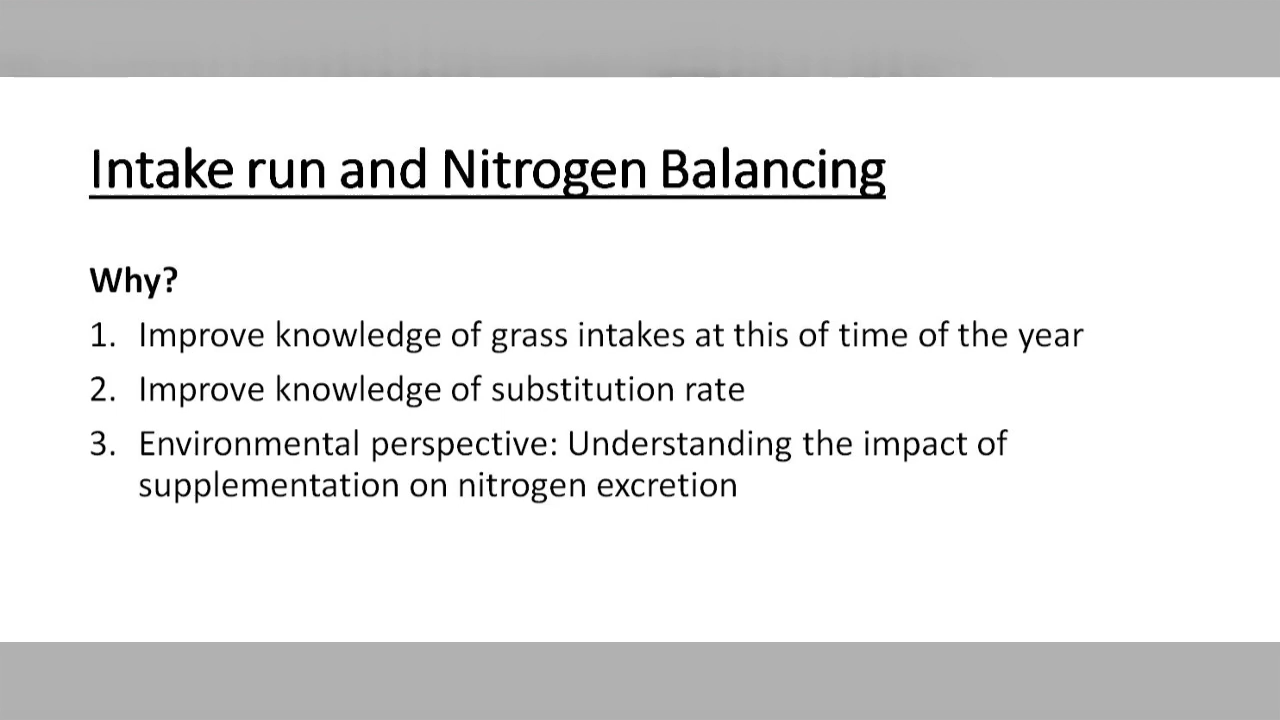 Intake run and Nitrogen Balancing
Why?
1. Improve knowledge of grass intakes at this of time of the year
2. Improve knowledge of substitution rate
3. Environmental perspective: Understanding the impact of
supplementation on nitrogen excretion